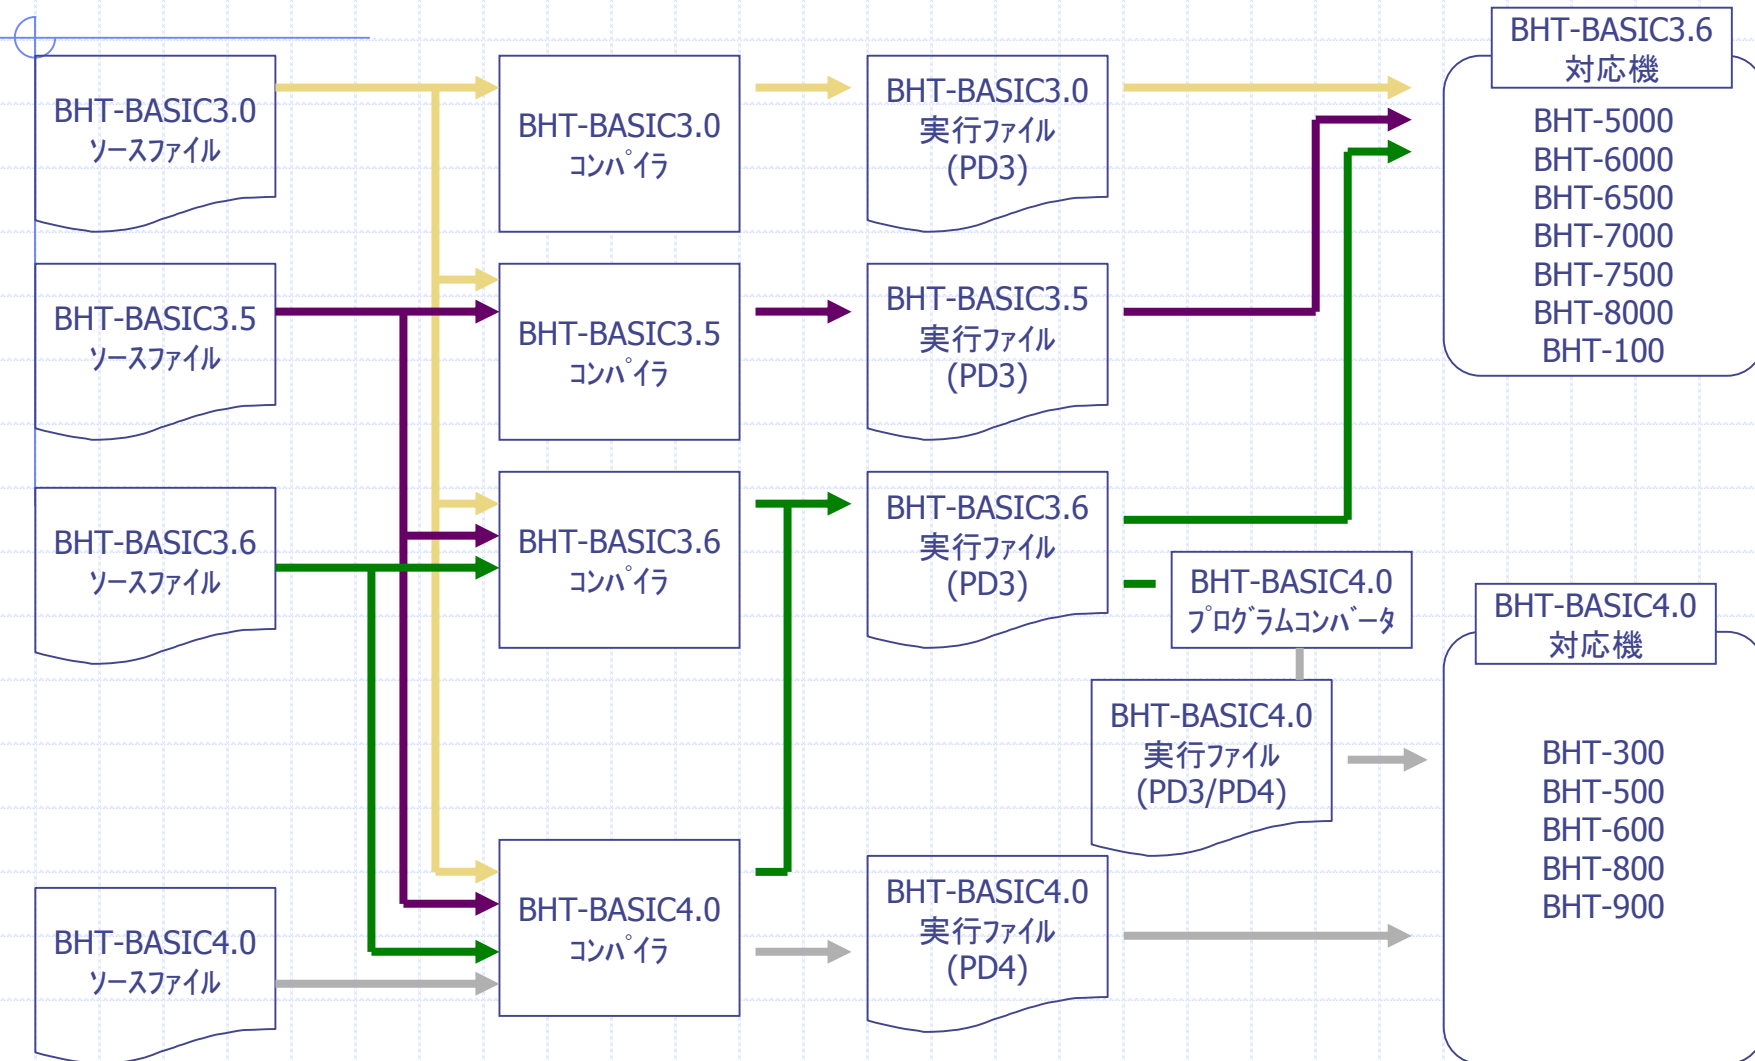 BHT-BASIC3.0
ｿｰｽﾌｧｲﾙ
BHT-BASIC3.0
ｺﾝﾊﾟｲﾗ
BHT-BASIC3.0
実行ﾌｧｲﾙ
(PD3)
BHT-BASIC3.6
対応機
BHT-5000
BHT-6000
BHT-6500
BHT-7000
BHT-7500
BHT-8000
BHT-100
BHT-BASIC3.5
ｿｰｽﾌｧｲﾙ
BHT-BASIC3.5
ｺﾝﾊﾟｲﾗ
BHT-BASIC3.5
実行ﾌｧｲﾙ
(PD3)
BHT-BASIC3.6
ｿｰｽﾌｧｲﾙ
BHT-BASIC3.6
ｺﾝﾊﾟｲﾗ
BHT-BASIC3.6
実行ﾌｧｲﾙ
(PD3)
BHT-BASIC4.0
ﾌﾟﾛｸﾞﾗﾑｺﾝﾊﾞｰﾀ
BHT-BASIC4.0
実行ﾌｧｲﾙ
(PD3/PD4)
BHT-BASIC4.0
対応機
BHT-300
BHT-500
BHT-600
BHT-800
BHT-900
BHT-BASIC4.0
ｿｰｽﾌｧｲﾙ
BHT-BASIC4.0
ｺﾝﾊﾟｲﾗ
BHT-BASIC4.0
実行ﾌｧｲﾙ
(PD4)